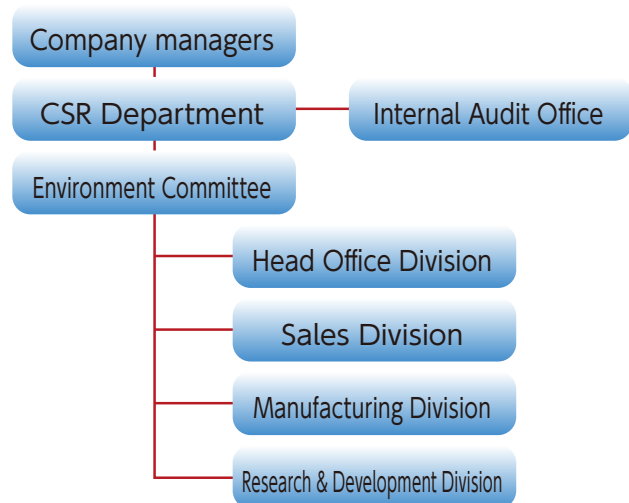 Company managers
CSR Department
Internal Audit Office
Environment Committee
Head Office Division
Sales Division
Manufacturing Division
Research & Development Division